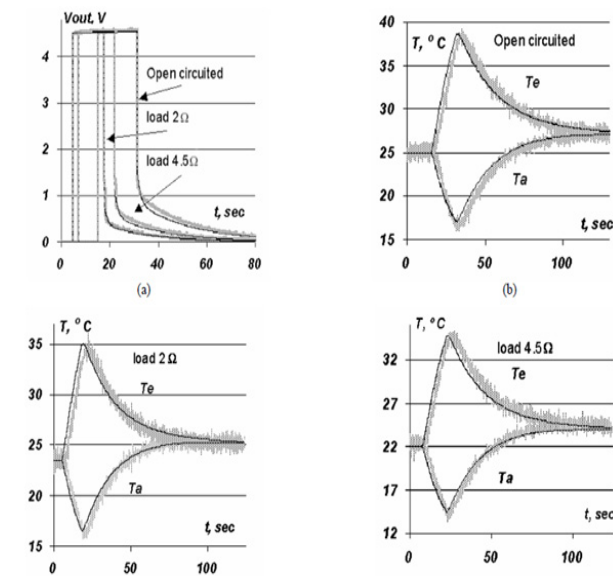 Vout, V
4
3
2
1
0
Open circuited
load 2Ω
load 4.5Ω
t, sec
0 20 40 60 80
(a)
40
35
30
25
20
15
T, °C
Open circuited
Te
Ta
t, sec
0 50 100
(b)
T, °C
35
30
25
20
15
load 2Ω
Te
Ta
t, sec
0 50 100
T, °C
32
27
22
17
12
load 4.5Ω
Te
Ta
t, sec
0 50 100